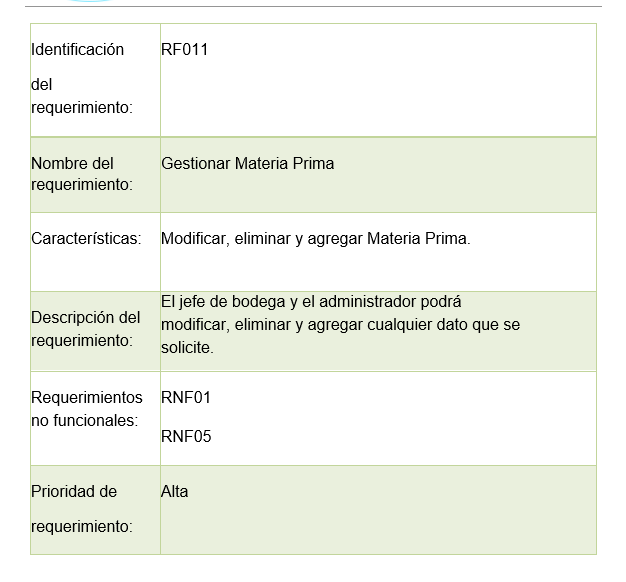 Identificación
del
requerimiento:
RF011
Nombre del
requerimiento:
Gestionar Materia Prima
Características:
Modificar, eliminar y agregar Materia Prima.
Descripción del
requerimiento:
El jefe de bodega y el administrador podrá
modificar, eliminar y agregar cualquier dato que se
solicite.
Requerimientos
no funcionales:
RNF01
RNF05
Prioridad de
requerimiento:
Alta